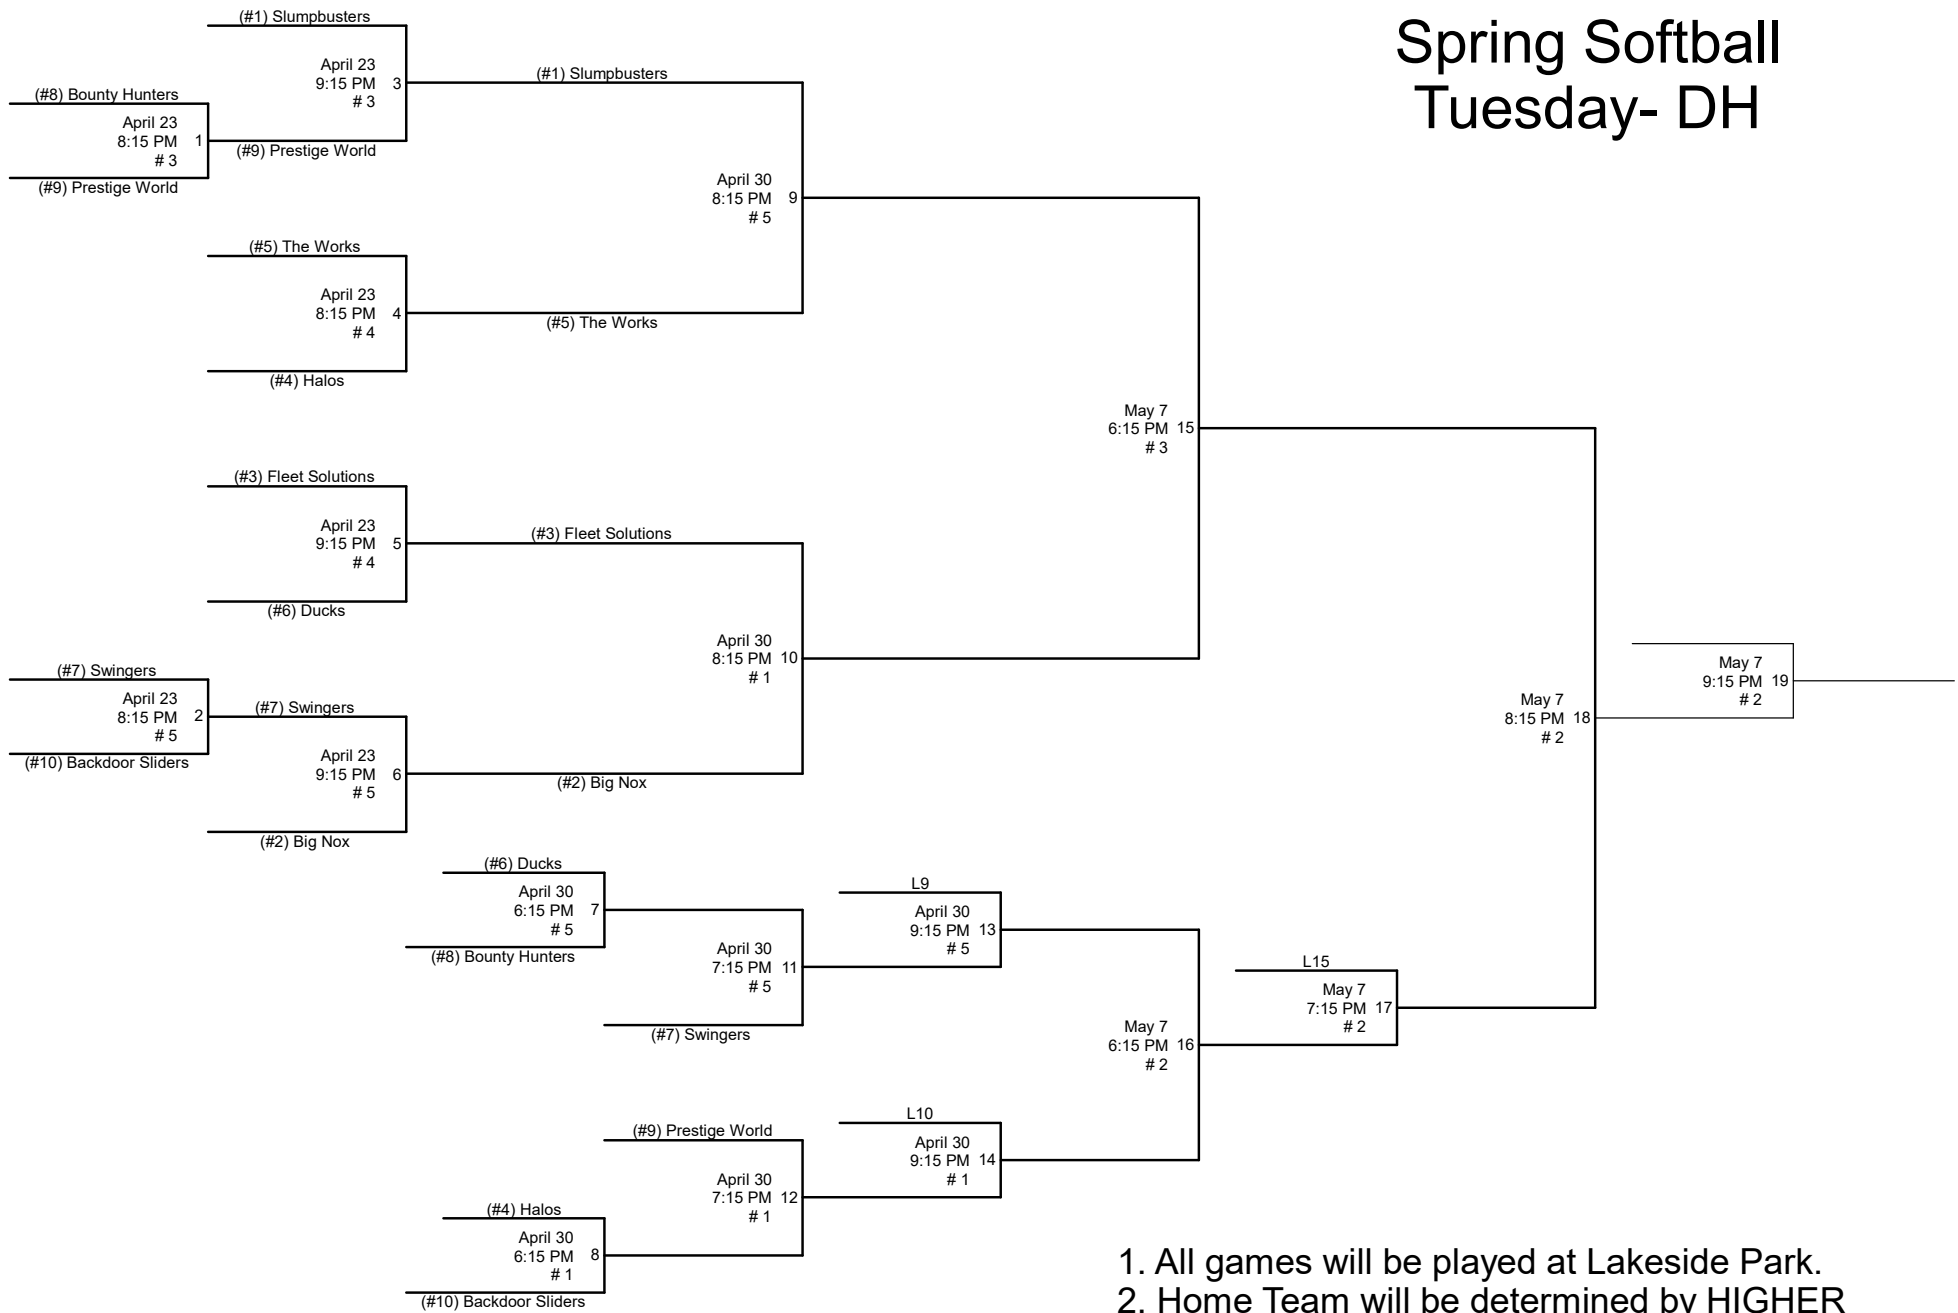 Spring Softball
Tuesday- DH
(#1) Slumpbusters
April 23
9:15 PM 3
# 3
(#1) Slumpbusters
(#8) Bounty Hunters
April 23
8:15 PM 1
# 3
(#9) Prestige World
(#9) Prestige World
April 30
8:15 PM 9
# 5
(#5) The Works
April 23
8:15 PM 4
# 4
(#5) The Works
(#4) Halos
May 7
6:15 PM 15
# 3
(#3) Fleet Solutions
April 23
9:15 PM 5
# 4
(#3) Fleet Solutions
(#6) Ducks
April 30
8:15 PM 10
# 1
(#7) Swingers
April 23
8:15 PM 2
# 5
(#10) Backdoor Sliders
(#7) Swingers
April 23
9:15 PM 6
# 5
(#2) Big Nox
(#2) Big Nox
May 7
8:15 PM 18
# 2
May 7
9:15 PM 19
# 2
(#6) Ducks
April 30
6:15 PM 7
# 5
(#8) Bounty Hunters
April 30
7:15 PM 11
# 5
(#7) Swingers
L9
April 30
9:15 PM 13
# 5
May 7
6:15 PM 16
# 2
L15
May 7
7:15 PM 17
# 2
(#9) Prestige World
April 30
7:15 PM 12
# 1
L10
April 30
9:15 PM 14
# 1
(#4) Halos
April 30
6:15 PM 8
# 1
(#10) Backdoor Sliders
1. All games will be played at Lakeside Park.
2. Home Team will be determined by HIGHER